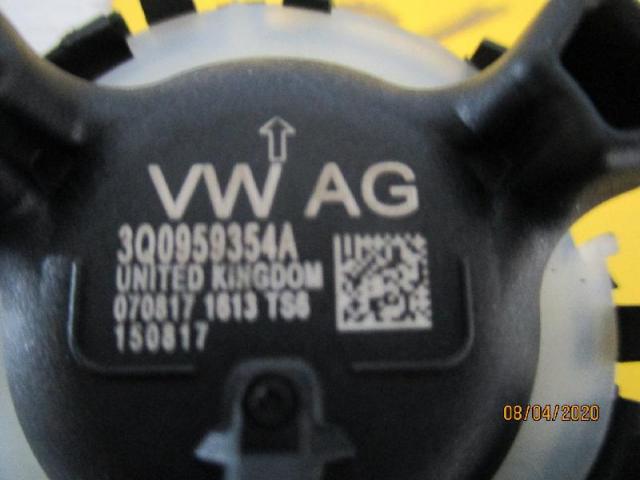 VW AG
3Q0959354A
UNITED KINGDOM
070817 1613 TS6
150817
08/04/2020